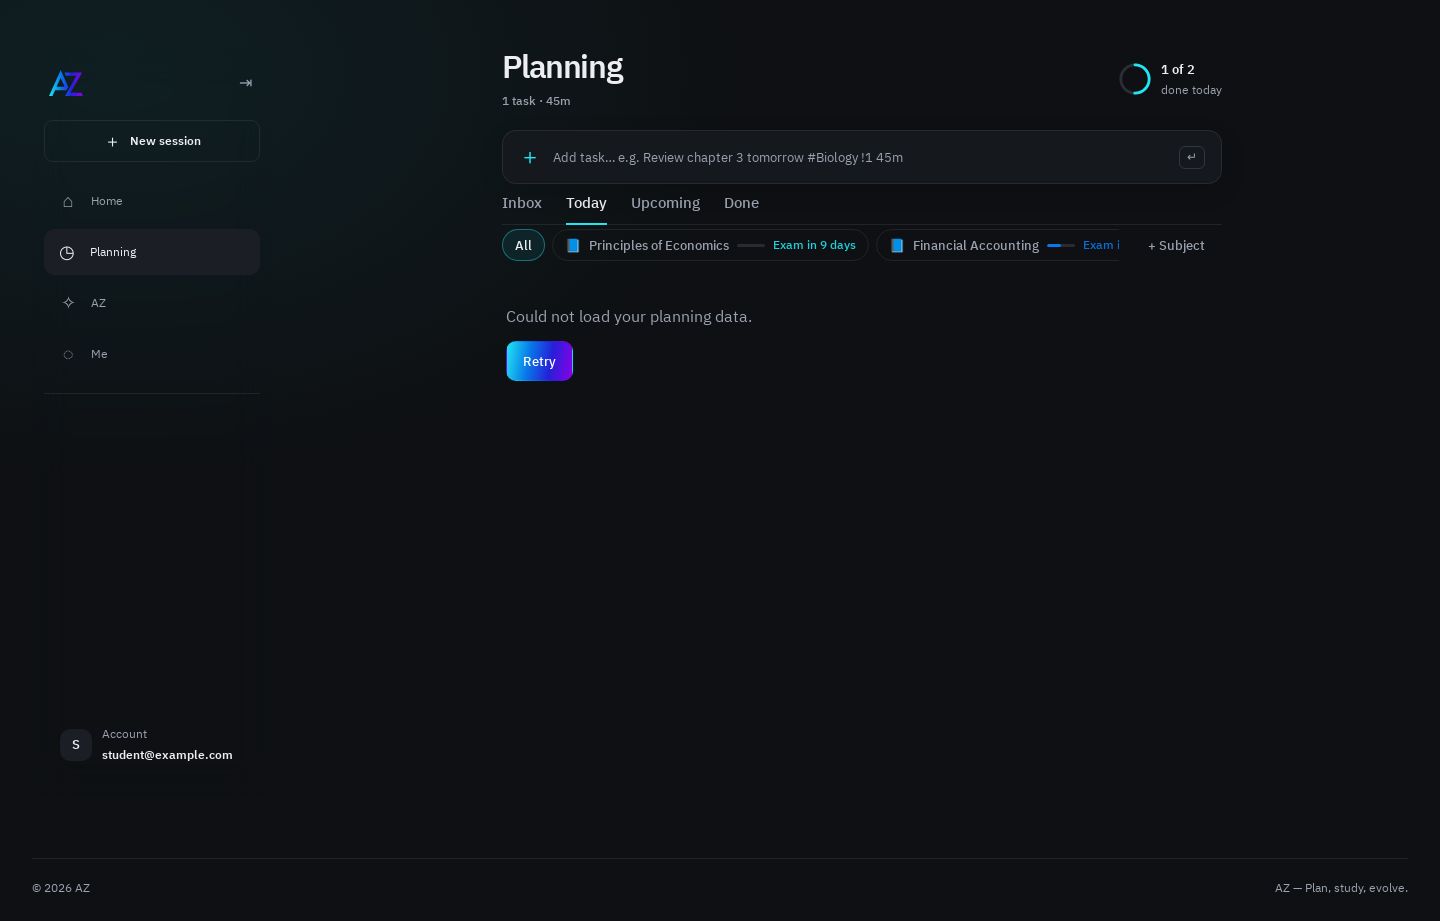 AZ
New session
Home
Planning
AZ
Me
Account
S
student@example.com
Planning
1 task · 45m
1 of 2
done today
Add task... e.g. Review chapter 3 tomorrow #Biology !1 45m
Inbox Today Upcoming Done
All Principles of Economics Exam in 9 days Financial Accounting Exam i + Subject
Could not load your planning data.
Retry
© 2026 AZ
AZ — Plan, study, evolve.